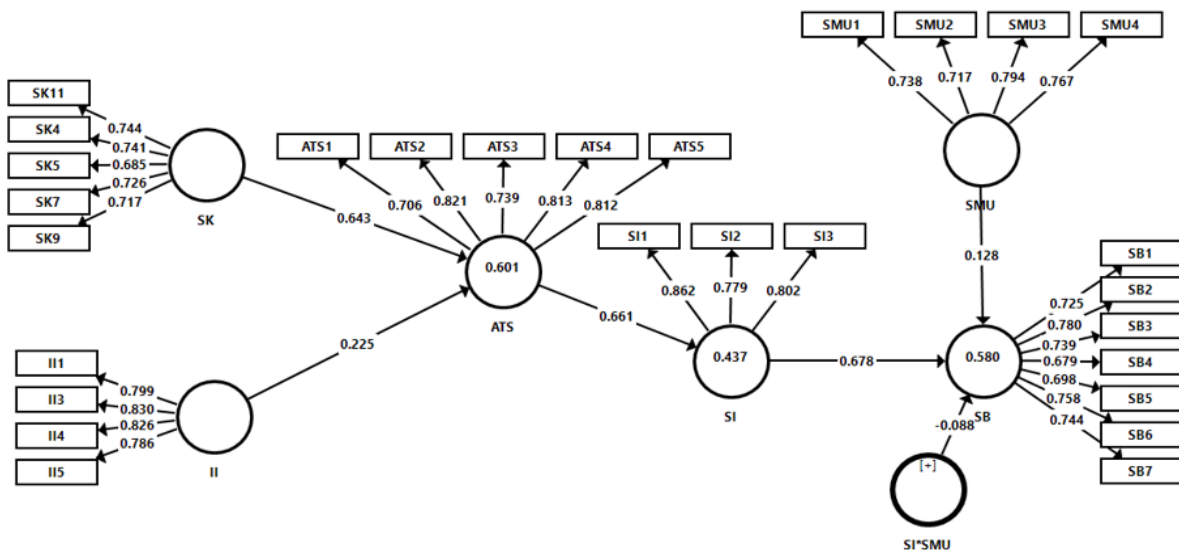 SMU1 SMU2 SMU3 SMU4
0.738 0.717 0.794 0.767
SMU
0.128
SK11
SK4
SK5
SK7
SK9
0.744
0.741
0.685
0.726
0.717
SK
0.643
ATS1 ATS2 ATS3 ATS4 ATS5
0.706 0.821 0.739 0.813 0.812
0.601
ATS
0.661
0.225
II1
II3
II4
II5
0.799
0.830
0.826
0.786
II
SI1 SI2 SI3
0.862 0.779 0.802
0.437
SI
0.678
0.580
SB
0.725
0.780
0.739
0.679
0.698
0.758
0.744
SB1
SB2
SB3
SB4
SB5
SB6
SB7
-0.088
[+]
SI*SMU